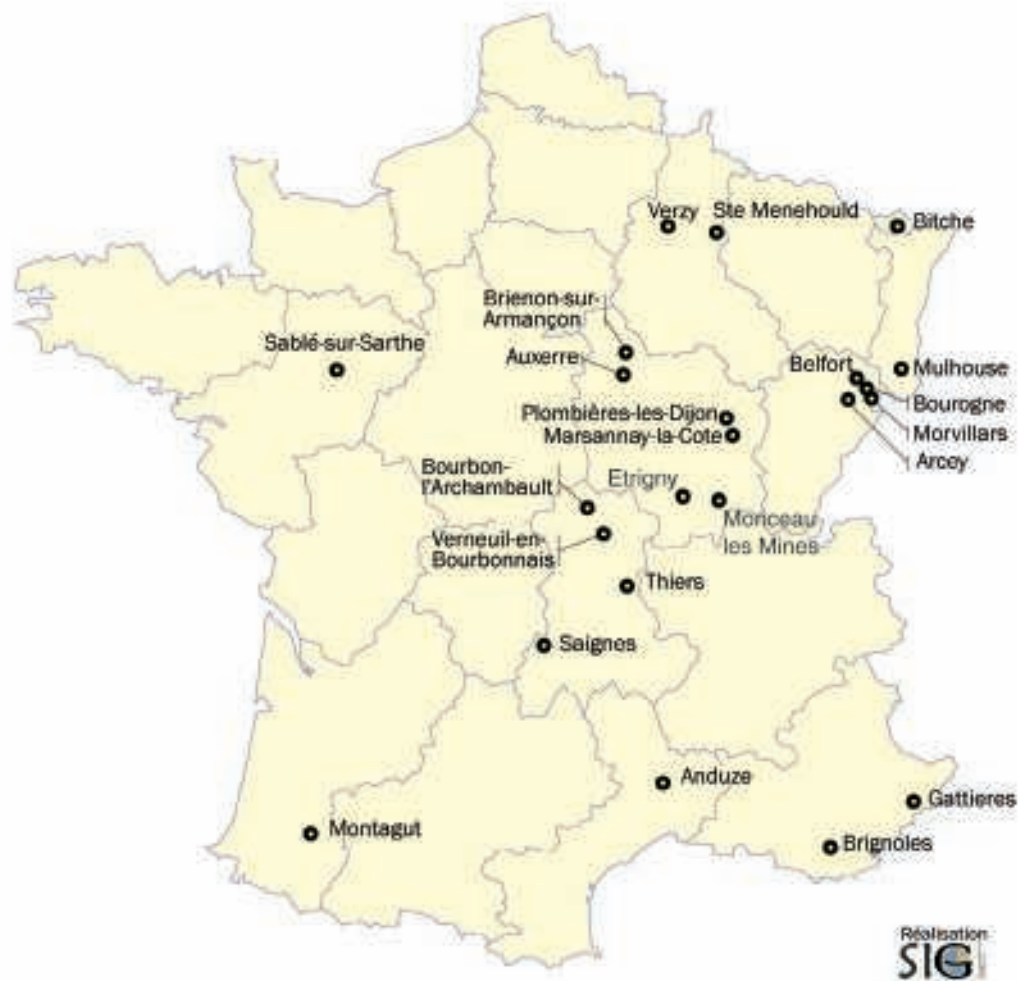 Verzy
Ste Menehould
Bitche
Brienon-sur-
Armançon
Sablé-sur-Sarthe
Auxerre
Belfort
Mulhouse
Bourogne
Plombières-les-Dijon
Marsannay-la-Cote
Morvillars
Arcey
Bourbon-
l'Archambault
Etrigny
Monceau
les Mines
Verneuil-en-
Bourbonnais
Thiers
Saignes
Anduze
Gattieres
Montagut
Brignoles
Réalisation
SIG